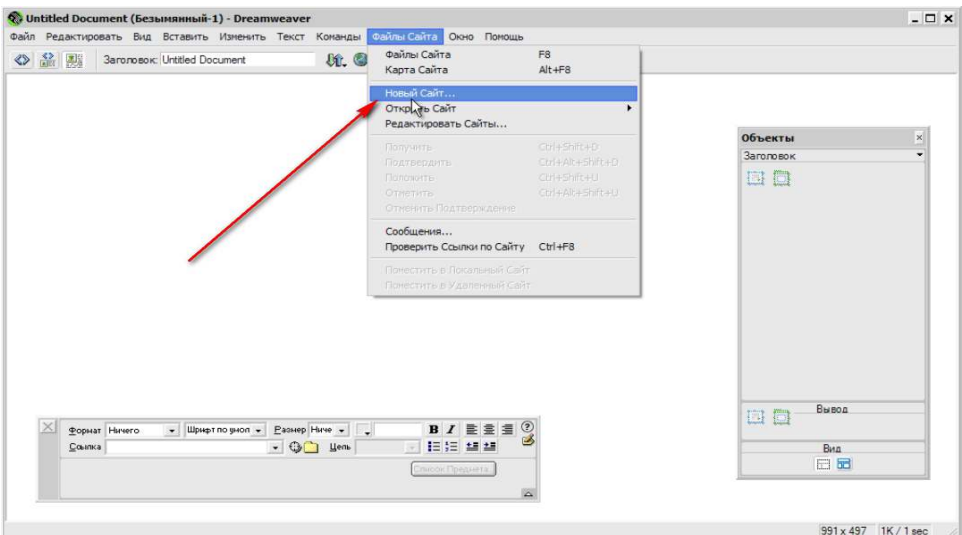 Untitled Document (Безымянный-1) - Dreamweaver
Файл Редактировать Вид Вставить Изменить Текст Команды Файлы Сайта Окно Помощь
Заголовок: Untitled Document
Файлы Сайта F8
Карта Сайта Alt+F8
Новый Сайт...
Открыть Сайт
Редактировать Сайты...
Получить Ctrl+Shift+D
Подтвердить Ctrl+Alt+Shift+D
Положить Ctrl+Shift+U
Отметить Ctrl+Alt+Shift+U
Отменить Подтверждение
Сообщения...
Проверить Ссылки по Сайту Ctrl+F8
Поместить в Локальный Сайт
Поместить в Удаленный Сайт
Объекты
Заголовок
Вывод
Вид
Формат Ничего Шрифт по умол Размер Ниче B I
Ссылка Цель
Список Предмета...
991 x 497 1K / 1 sec